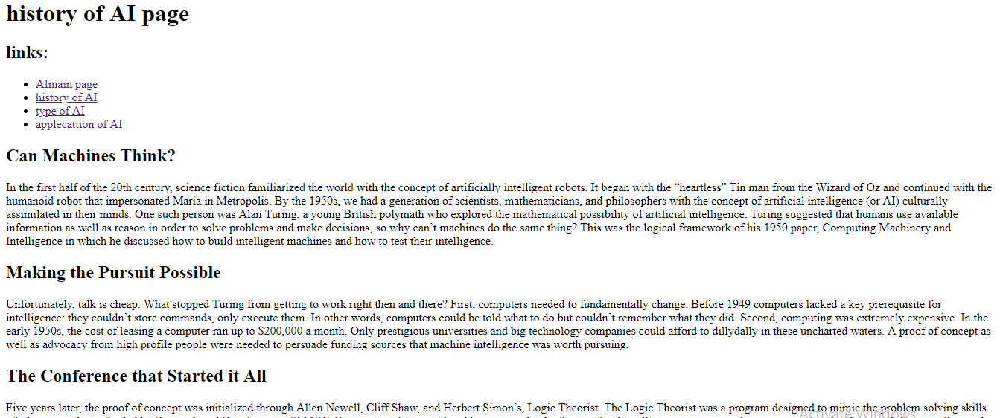 history of AI page
links:
AImain page
history of AI
type of AI
applecattion of AI
Can Machines Think?
In the first half of the 20th century, science fiction familiarized the world with the concept of artificially intelligent robots. It began with the “heartless” Tin man from the Wizard of Oz and continued with the
humanoid robot that impersonated Maria in Metropolis. By the 1950s, we had a generation of scientists, mathematicians, and philosophers with the concept of artificial intelligence (or AI) culturally
assimilated in their minds. One such person was Alan Turing, a young British polymath who explored the mathematical possibility of artificial intelligence. Turing suggested that humans use available
information as well as reason in order to solve problems and make decisions, so why can’t machines do the same thing? This was the logical framework of his 1950 paper, Computing Machinery and
Intelligence in which he discussed how to build intelligent machines and how to test their intelligence.
Making the Pursuit Possible
Unfortunately, talk is cheap. What stopped Turing from getting to work right then and there? First, computers needed to fundamentally change. Before 1949 computers lacked a key prerequisite for
intelligence: they couldn’t store commands, only execute them. In other words, computers could be told what to do but couldn’t remember what they did. Second, computing was extremely expensive. In the
early 1950s, the cost of leasing a computer ran up to $200,000 a month. Only prestigious universities and big technology companies could afford to dillydally in these uncharted waters. A proof of concept as
well as advocacy from high profile people were needed to persuade funding sources that machine intelligence was worth pursuing.
The Conference that Started it All
Five years later, the proof of concept was initialized through Allen Newell, Cliff Shaw, and Herbert Simon’s, Logic Theorist. The Logic Theorist was a program designed to mimic the problem solving skills
Activate Windows